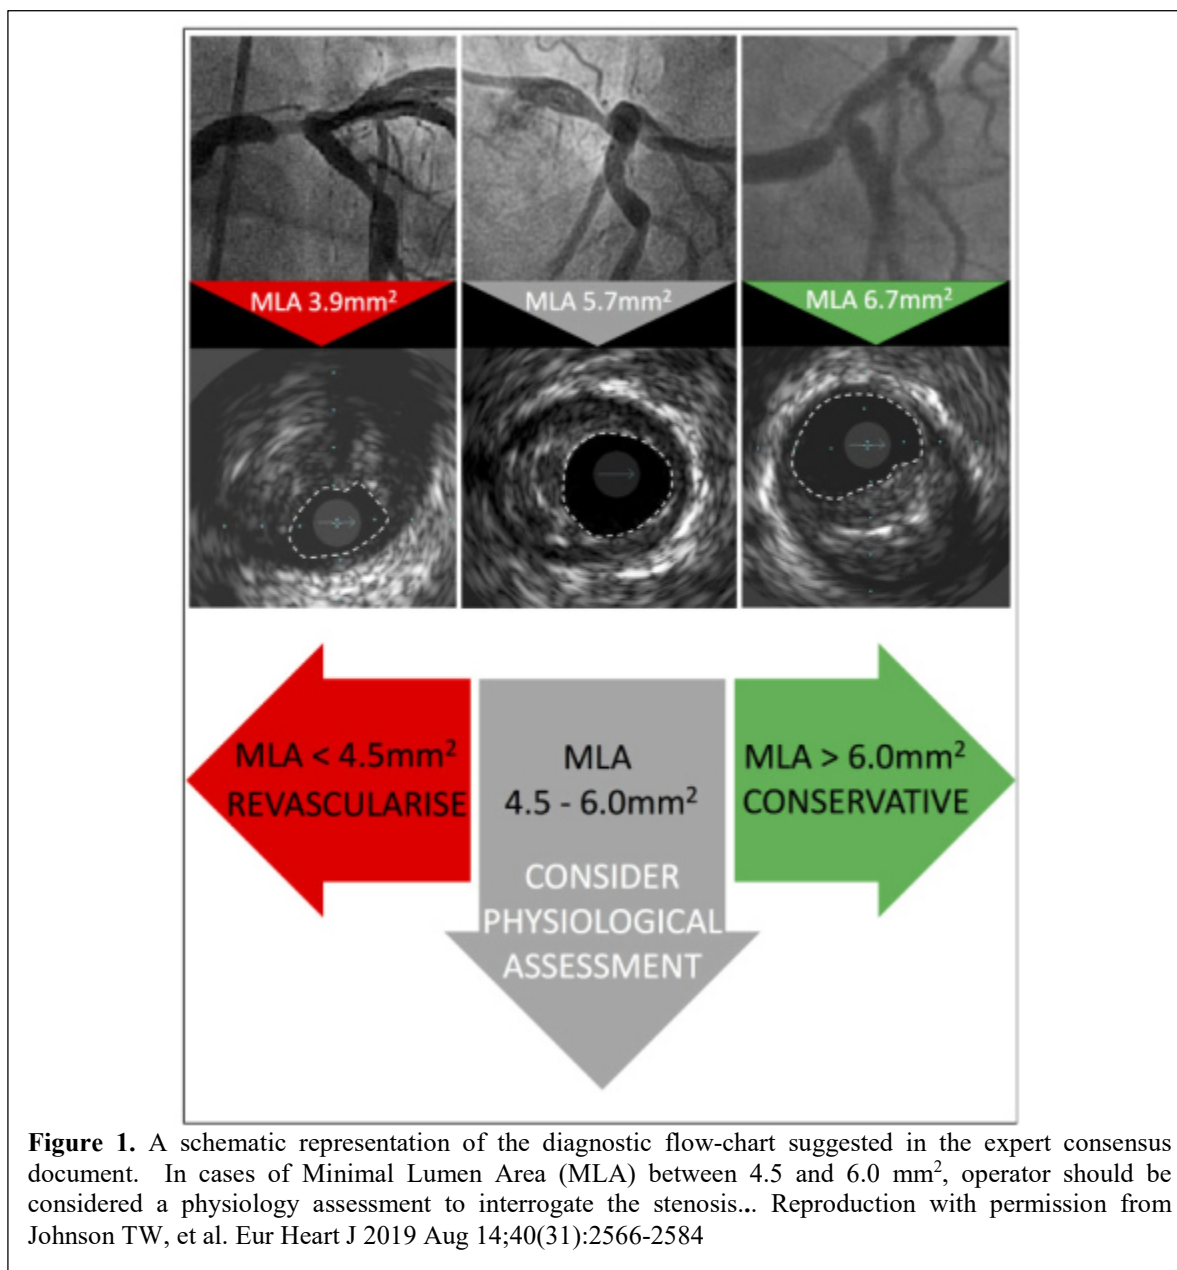 MLA 3.9mm² MLA 5.7mm² MLA 6.7mm²
MLA < 4.5mm²
REVASCULARISE
MLA
4.5 - 6.0mm²
CONSIDER
PHYSIOLOGICAL
ASSESSMENT
MLA > 6.0mm²
CONSERVATIVE
Figure 1. A schematic representation of the diagnostic flow-chart suggested in the expert consensus
document. In cases of Minimal Lumen Area (MLA) between 4.5 and 6.0 mm², operator should be
considered a physiology assessment to interrogate the stenosis... Reproduction with permission from
Johnson TW, et al. Eur Heart J 2019 Aug 14;40(31):2566-2584